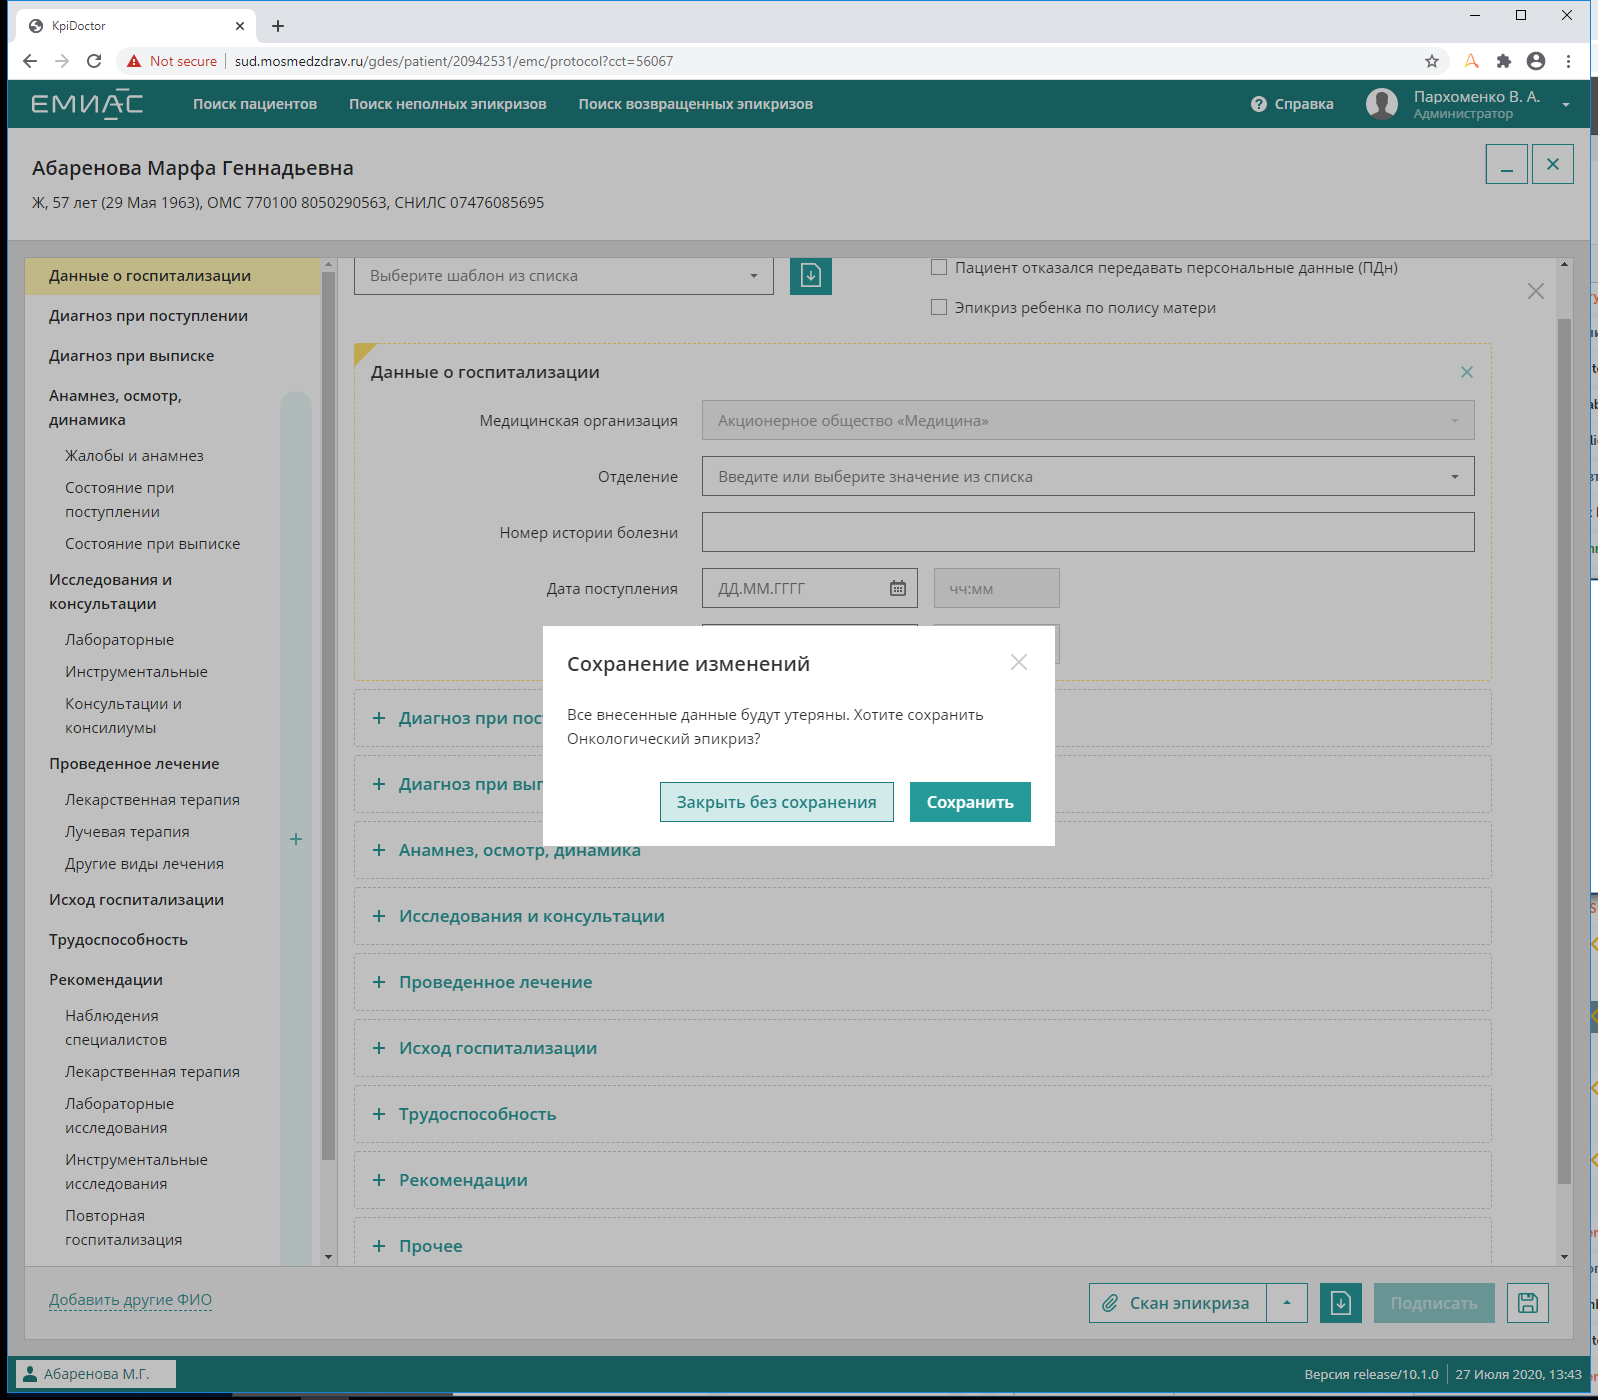 KpiDoctor
Not secure
sud.mosmedzdrav.ru/gdes/patient/20942531/emc/protocol?cct=56067
ЕМИАС
Поиск пациентов
Поиск неполных эпикризов
Поиск возвращенных эпикризов
Справка
Пархоменко В. А.
Администратор
Абаренова Марфа Геннадьевна
Ж, 57 лет (29 Мая 1963), ОМС 770100 8050290563, СНИЛС 07476085695
Данные о госпитализации
Диагноз при поступлении
Диагноз при выписке
Анамнез, осмотр,
динамика
Жалобы и анамнез
Состояние при
поступлении
Состояние при выписке
Исследования и
консультации
Лабораторные
Инструментальные
Консультации и
консилиумы
Проведенное лечение
Лекарственная терапия
Лучевая терапия
Другие виды лечения
Исход госпитализации
Трудоспособность
Рекомендации
Наблюдения
специалистов
Лекарственная терапия
Лабораторные
исследования
Инструментальные
исследования
Повторная
госпитализация
Выберите шаблон из списка
Пациент отказался передавать персональные данные (ПДн)
Эпикриз ребенка по полису матери
Данные о госпитализации
Медицинская организация
Акционерное общество «Медицина»
Отделение
Введите или выберите значение из списка
Номер истории болезни
Дата поступления
ДД.ММ.ГГГГ
чч:мм
Сохранение изменений
Все внесенные данные будут утеряны. Хотите сохранить
Онкологический эпикриз?
Закрыть без сохранения
Сохранить
Диагноз при пос
Диагноз при вып
Анамнез, осмотр, динамика
Исследования и консультации
Проведенное лечение
Исход госпитализации
Трудоспособность
Рекомендации
Прочее
Добавить другие ФИО
Скан эпикриза
Подписать
Абаренова М.Г.
Версия release/10.1.0
27 Июля 2020, 13:43